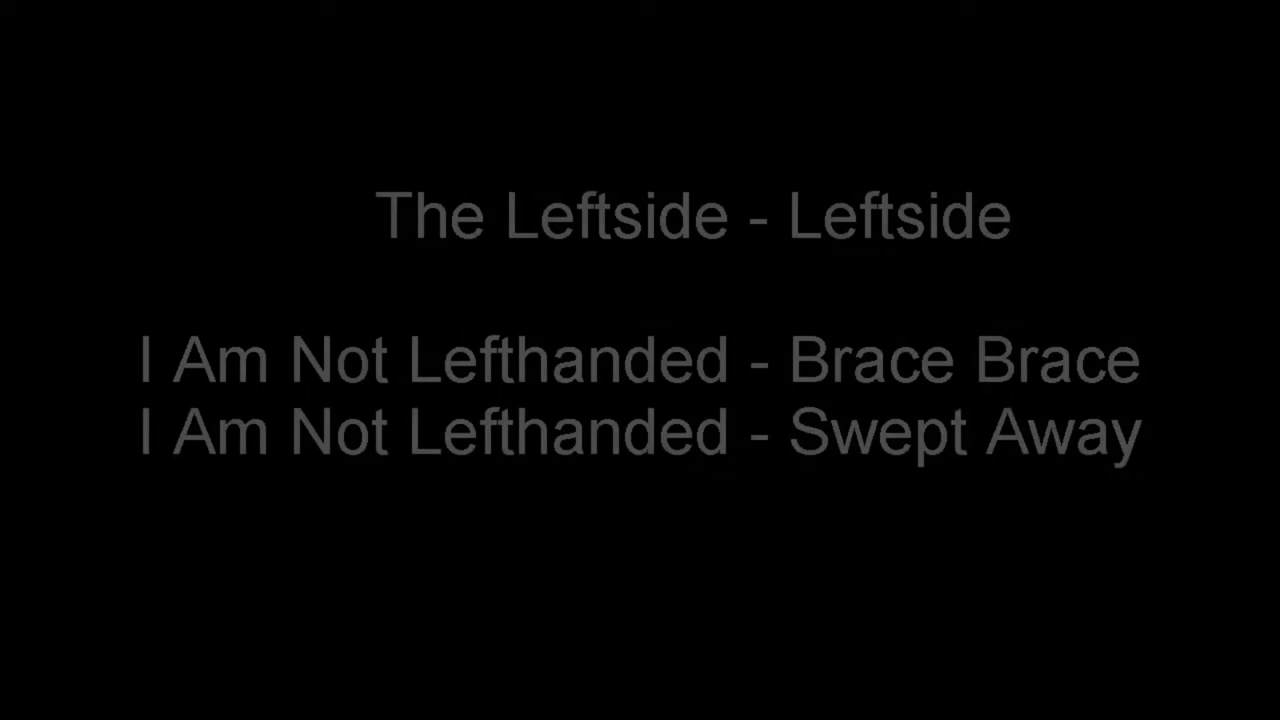 The Leftside - Leftside
I Am Not Lefthanded - Brace Brace
I Am Not Lefthanded - Swept Away